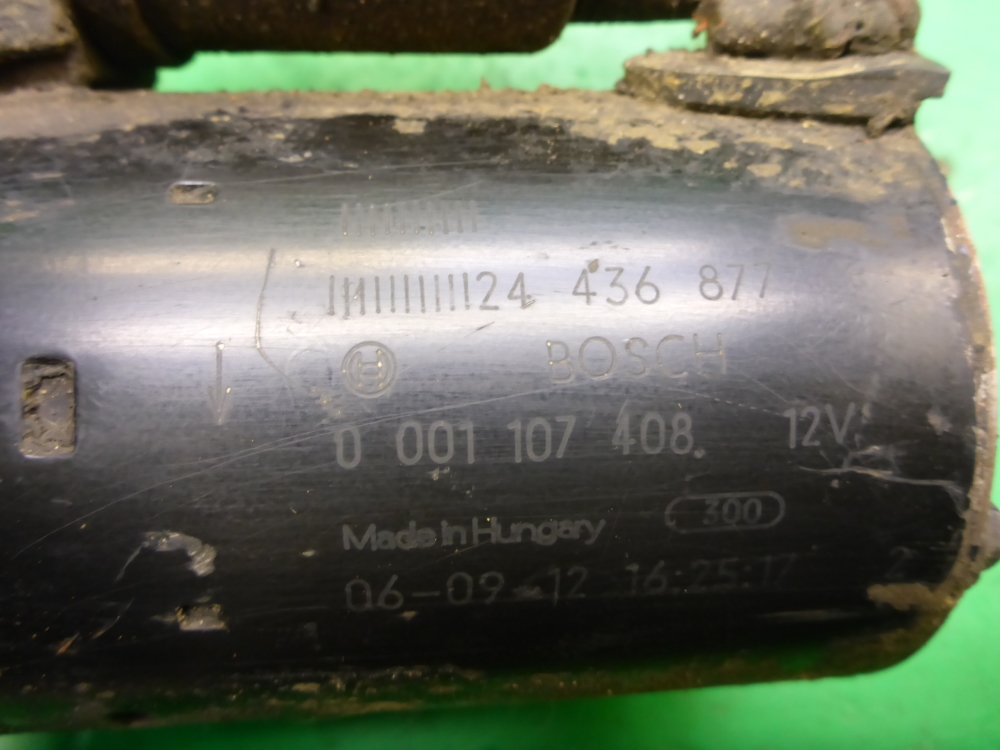 24 436 877
BOSCH
0 001 107 408 12V
Made in Hungary 300
06-09-12 16:25:17 2